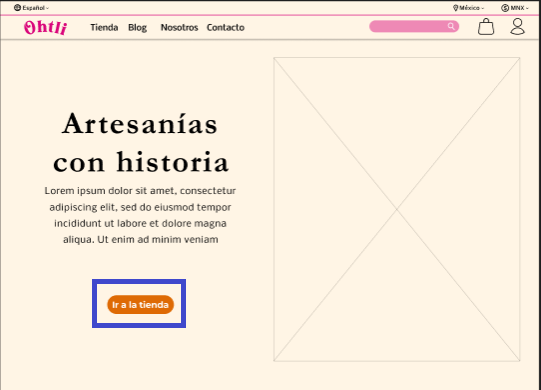 Español
México
MNX
Ohtli
Tienda Blog Nosotros Contacto
Artesanías
con historia
Lorem ipsum dolor sit amet, consectetur
adipiscing elit, sed do eiusmod tempor
incididunt ut labore et dolore magna
aliqua. Ut enim ad minim veniam
Ir a la tienda